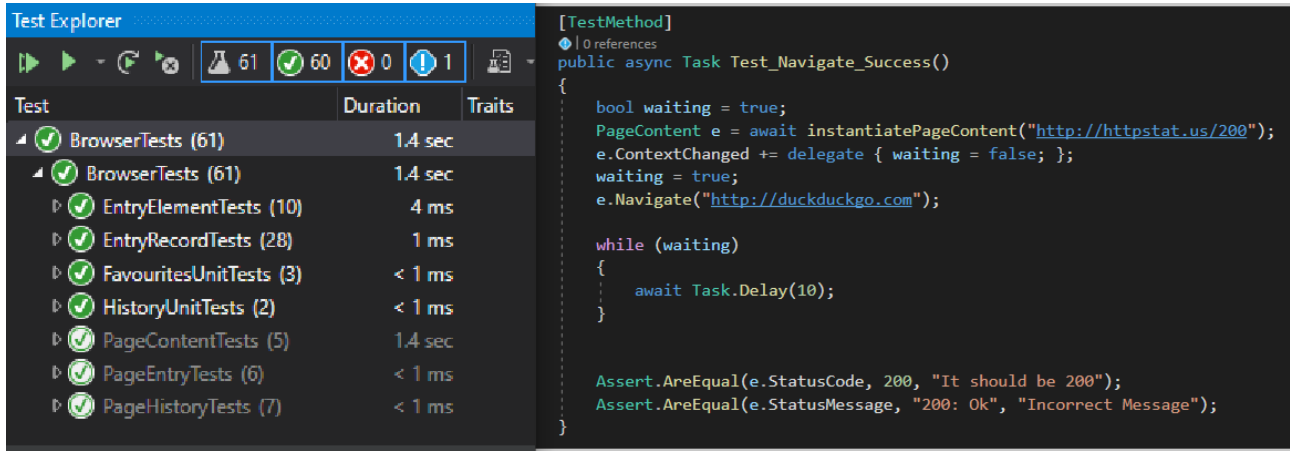 Test Explorer
61 60 0 1
Test Duration Traits
BrowserTests (61) 1.4 sec
BrowserTests (61) 1.4 sec
EntryElementTests (10) 4 ms
EntryRecordTests (28) 1 ms
FavouritesUnitTests (3) < 1 ms
HistoryUnitTests (2) < 1 ms
PageContentTests (5) 1.4 sec
PageEntryTests (6) < 1 ms
PageHistoryTests (7) < 1 ms
[TestMethod]
0 references
public async Task Test_Navigate_Success()
{
bool waiting = true;
PageContent e = await instantiatePageContent("http://httpstat.us/200");
e.ContextChanged += delegate { waiting = false; };
waiting = true;
e.Navigate("http://duckduckgo.com");
while (waiting)
{
await Task.Delay(10);
}
Assert.AreEqual(e.StatusCode, 200, "It should be 200");
Assert.AreEqual(e.StatusMessage, "200: Ok", "Incorrect Message");
}